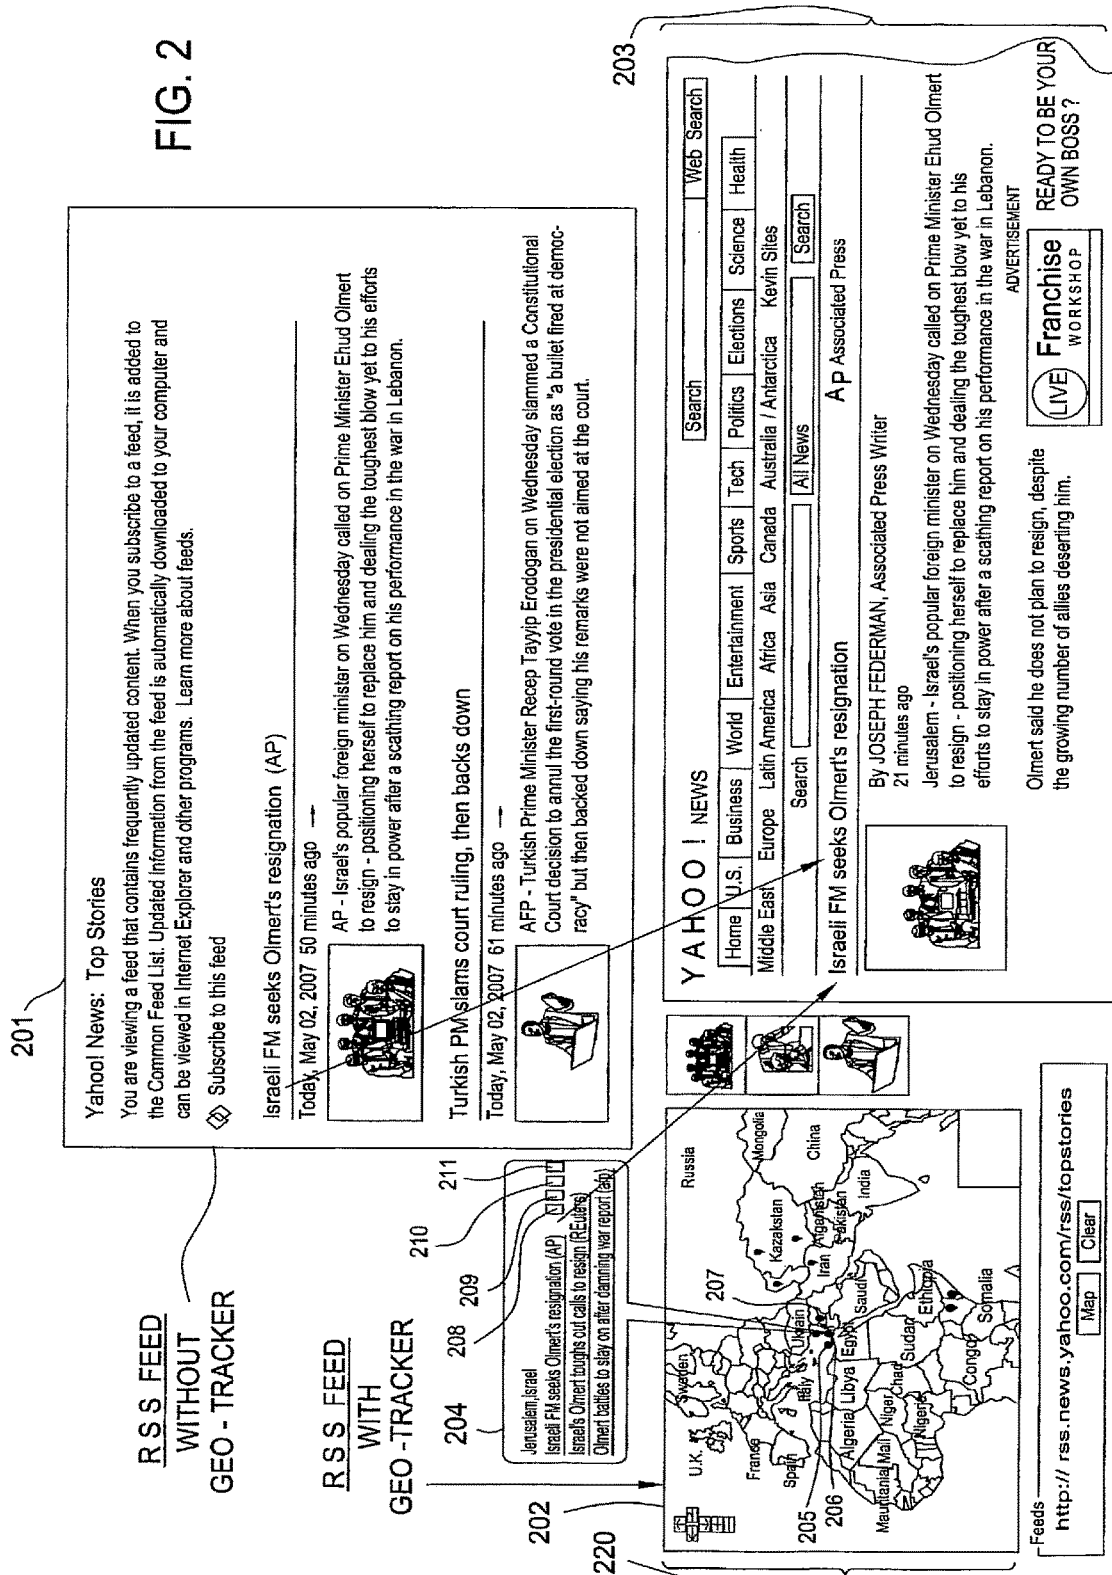 FIG. 2
201
RSS FEED
WITHOUT
GEO - TRACKER
Yahoo! News: Top Stories
You are viewing a feed that contains frequently updated content. When you subscribe to a feed, it is added to
the Common Feed List. Updated information from the feed is automatically downloaded to your computer and
can be viewed in Internet Explorer and other programs. Learn more about feeds.
Subscribe to this feed
Israeli FM seeks Olmert's resignation (AP)
Today, May 02, 2007 50 minutes ago
AP - Israel's popular foreign minister on Wednesday called on Prime Minister Ehud Olmert
to resign - positioning herself to replace him and dealing the toughest blow yet to his efforts
to stay in power after a scathing report on his performance in the war in Lebanon.
Turkish PM slams court ruling, then backs down
Today, May 02, 2007 61 minutes ago
AFP - Turkish Prime Minister Recep Tayyip Erodogan on Wednesday slammed a Constitutional
Court decision to annul the first-round vote in the presidential election as "a bullet fired at democ-
racy" but then backed down saying his remarks were not aimed at the court.
RSS FEED
WITH
GEO -TRACKER
204
208
209
210
211
Jerusalem,israel
Israeli FM seeks Olmert's resignation (AP)
Israel's Olmert toughs out calls to resign (REuters)
Olmert battles to stay on after damning war report (afp)
202
220
205
206
207
U.K.
Sweden
France
Spain
Italy
Ukrain
Russia
Kazakstan
Mongolia
China
Iran
Afganistan
Pakistan
India
Saudi
Egypt
Libya
Algeria
Mauritania
Mali
Nigar
Chad
Sudan
Nigeria
Ethiopia
Somalia
Congo
Feeds
http:// rss.news.yahoo.com/rss/topstories
Map
Clear
203
YAHOO! NEWS
Search
Web Search
Home U.S. Business World Entertainment Sports Tech Politics Elections Science Health
Middle East Europe Latin America Africa Asia Canada Australia / Antarctica Kevin Sites
Search All News Search
Israeli FM seeks Olmert's resignation
Ap Associated Press
By JOSEPH FEDERMAN, Associated Press Writer
21 minutes ago
Jerusalem - Israel's popular foreign minister on Wednesday called on Prime Minister Ehud Olmert
to resign - positioning herself to replace him and dealing the toughest blow yet to his
efforts to stay in power after a scathing report on his performance in the war in Lebanon.
Olmert said he does not plan to resign, despite
the growing number of allies deserting him.
ADVERTISEMENT
LIVE Franchise
WORKSHOP
READY TO BE YOUR
OWN BOSS ?